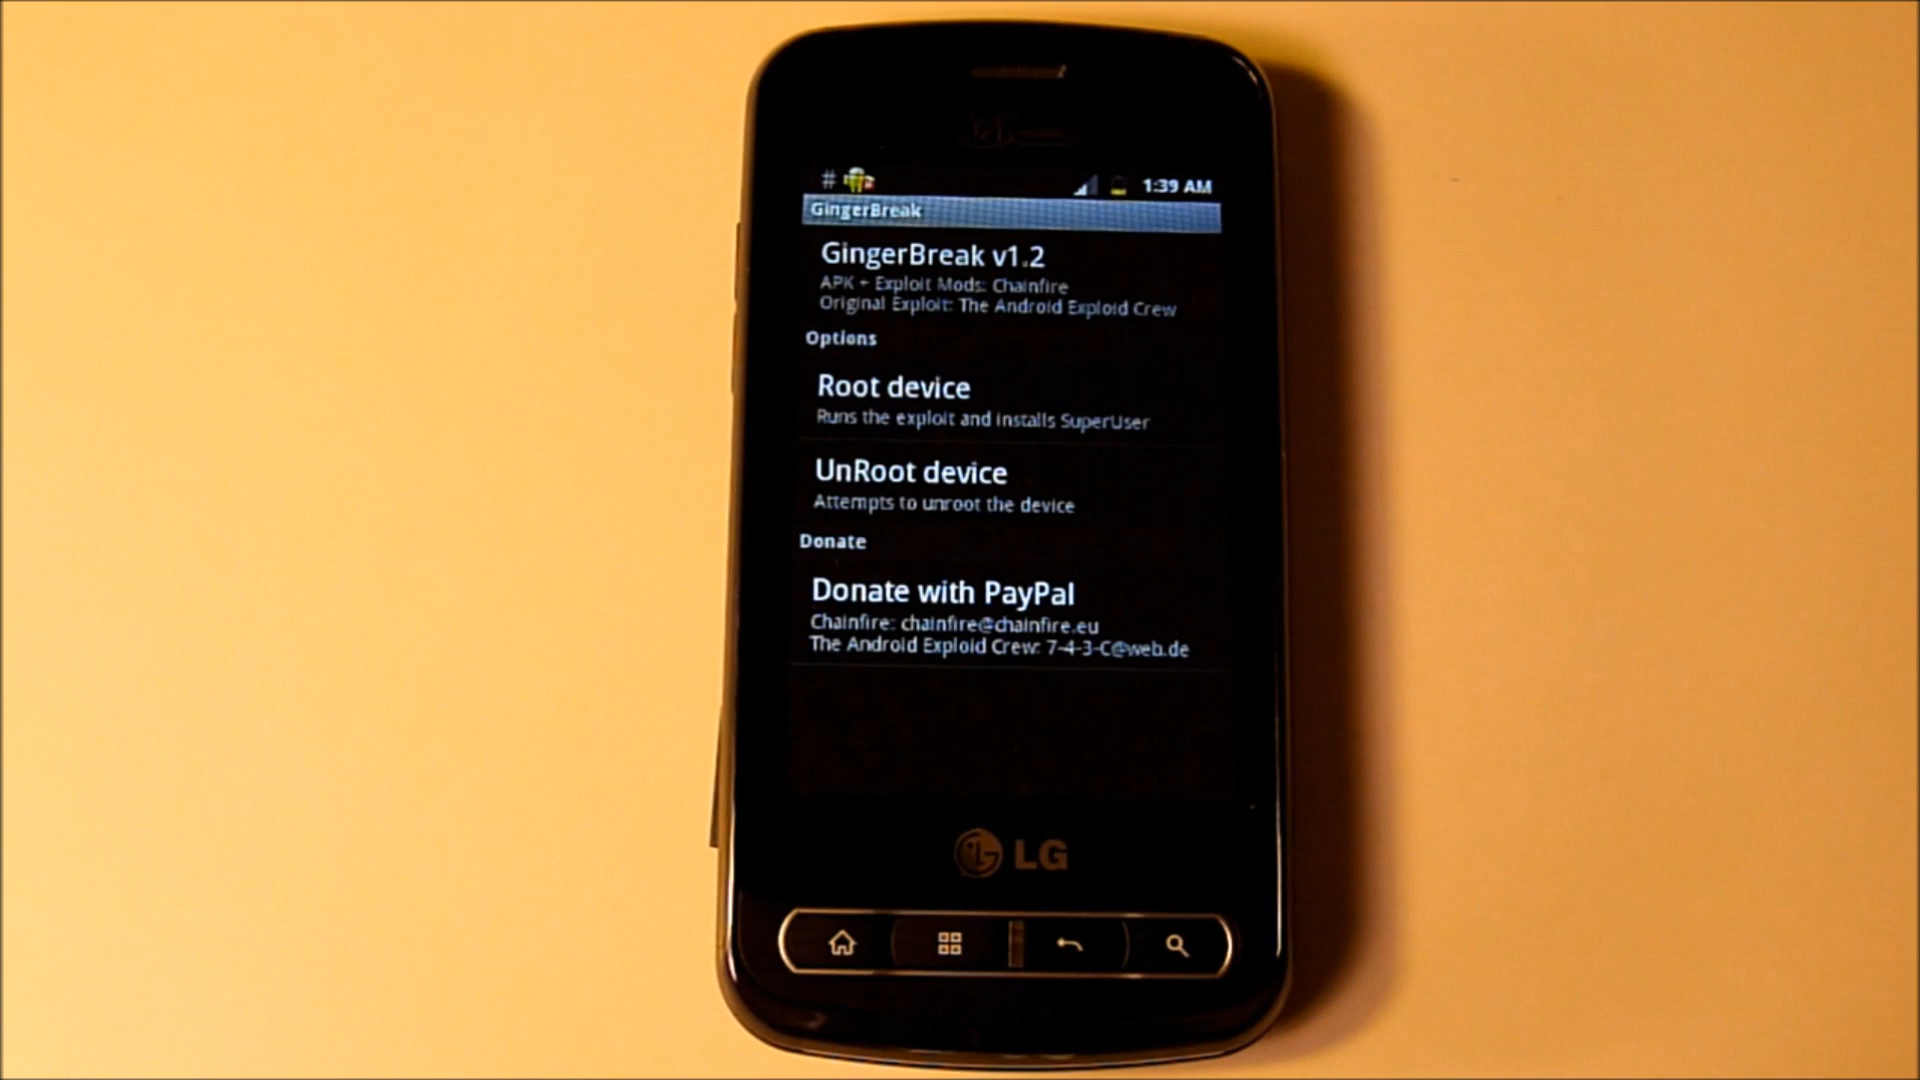 # 1:39 AM
GingerBreak
GingerBreak v1.2
APK + Exploit Mods: Chainfire
Original Exploit: The Android Exploid Crew
Options
Root device
Runs the exploit and installs SuperUser
UnRoot device
Attempts to unroot the device
Donate
Donate with PayPal
Chainfire: chainfire@chainfire.eu
The Android Exploid Crew: 7-4-3-C@web.de
LG